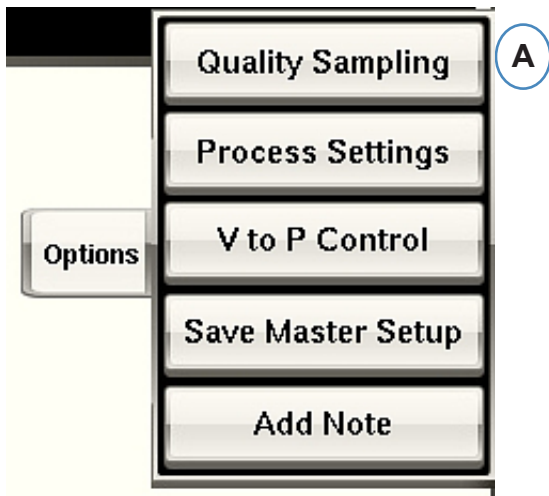 Quality Sampling
A
Process Settings
Options
V to P Control
Save Master Setup
Add Note